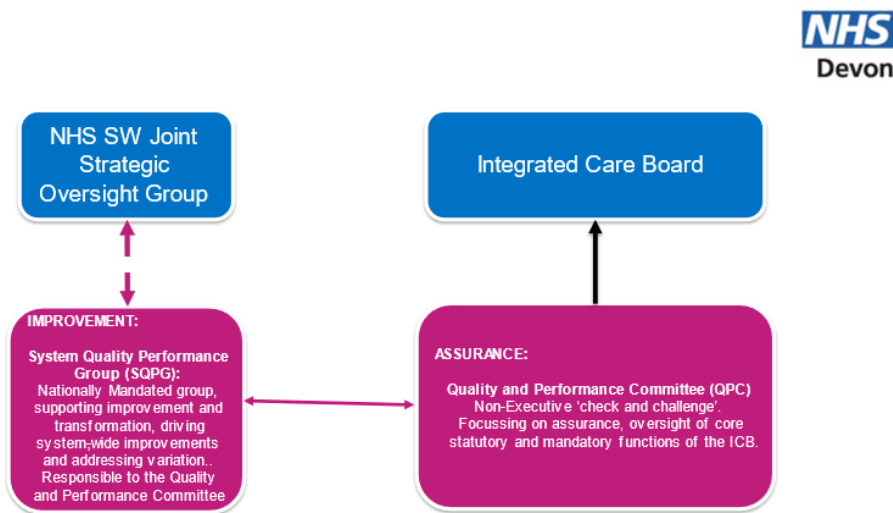 NHS
Devon
NHS SW Joint
Strategic
Oversight Group
Integrated Care Board
IMPROVEMENT:
System Quality Performance
Group (SQPG):
Nationally Mandated group,
supporting improvement and
transformation, driving
system-wide improvements
and addressing variation..
Responsible to the Quality
and Performance Committee
ASSURANCE:
Quality and Performance Committee (QPC)
Non-Executive ‘check and challenge’.
Focussing on assurance, oversight of core
statutory and mandatory functions of the ICB.